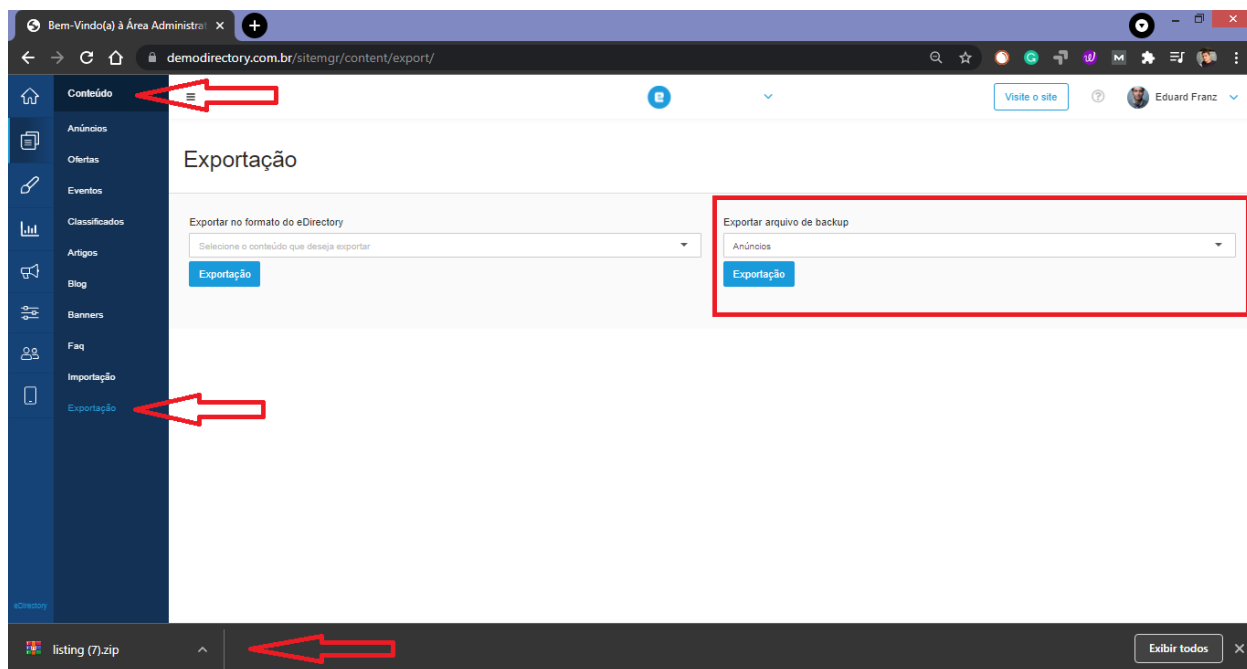 Bem-Vindo(a) à Área Administrat
demodirectory.com.br/sitemgr/content/export/
Conteúdo
Visite o site
Eduard Franz
Anúncios
Ofertas
Eventos
Classificados
Artigos
Blog
Banners
Faq
Importação
Exportação
eDirectory
Exportação
Exportar no formato do eDirectory
Selecione o conteúdo que deseja exportar
Exportação
Exportar arquivo de backup
Anúncios
Exportação
listing (7).zip
Exibir todos